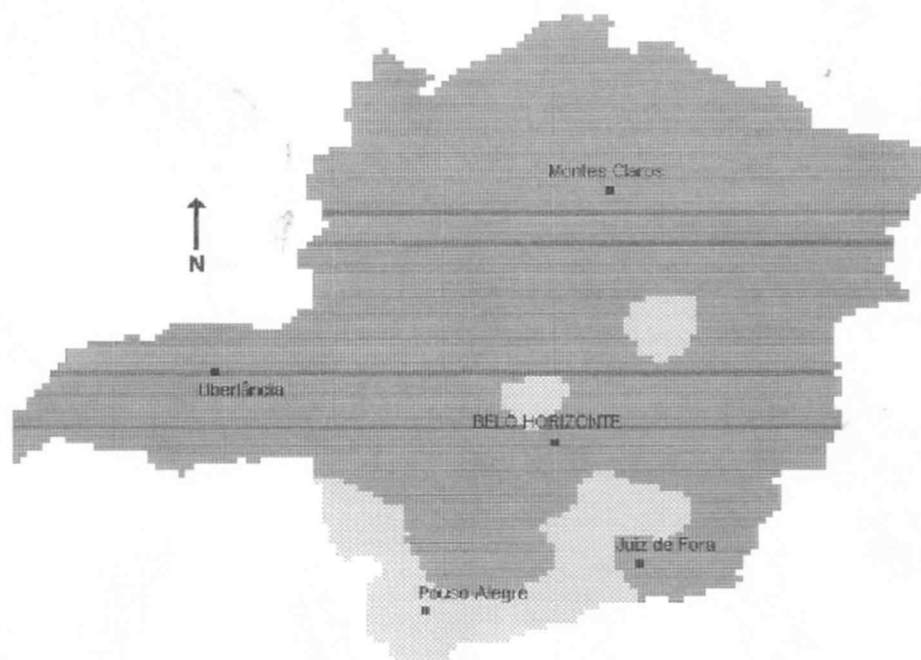 Montes Claros
N
Uberlândia
BELO HORIZONTE
Juiz de Fora
Pouso Alegre